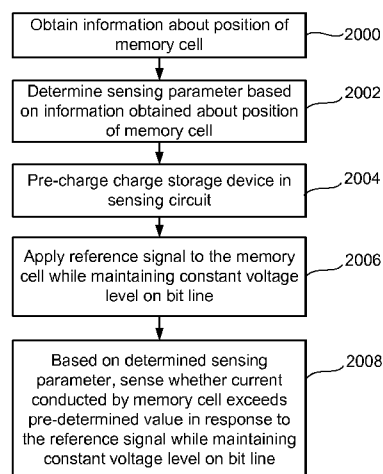 Obtain information about position of
memory cell
2000
Determine sensing parameter based
on information obtained about position
of memory cell
2002
Pre-charge charge storage device in
sensing circuit
2004
Apply reference signal to the memory
cell while maintaining constant voltage
level on bit line
2006
Based on determined sensing
parameter, sense whether current
conducted by memory cell exceeds
pre-determined value in response to
the reference signal while maintaining
constant voltage level on bit line
2008